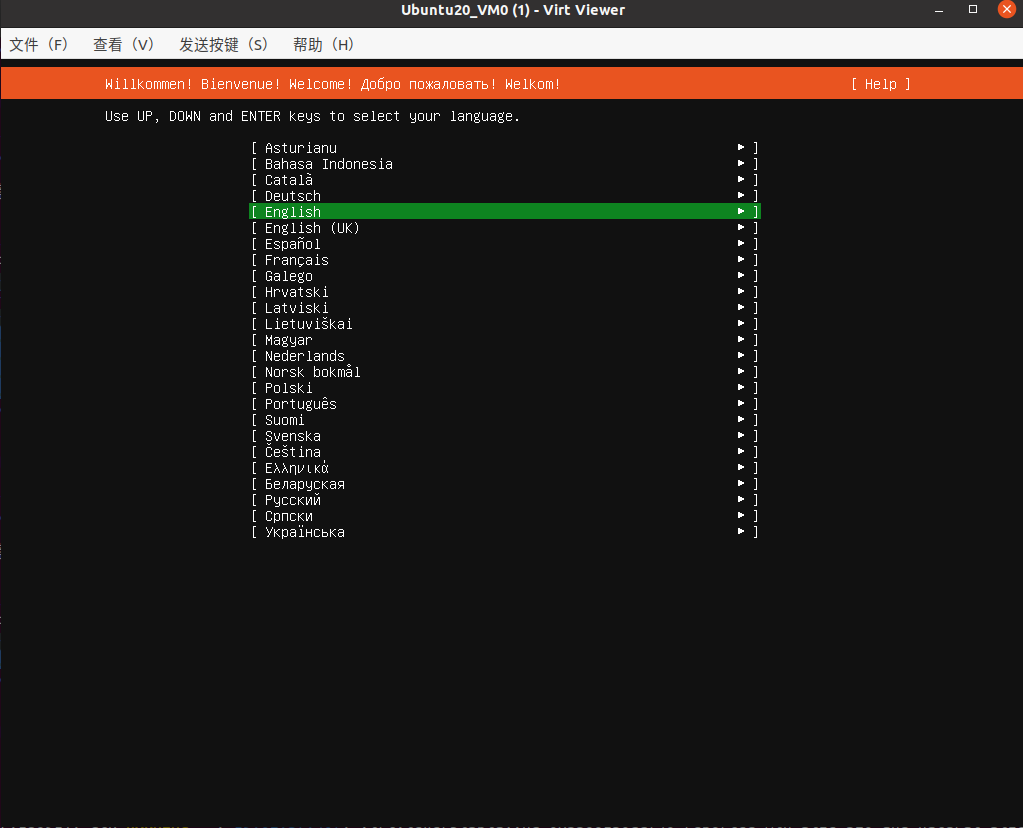 Ubuntu20_VM0 (1) - Virt Viewer
文件（F） 查看（V） 发送按键（S） 帮助（H）
Willkommen! Bienvenue! Welcome! Добро пожаловать! Welkom! [ Help ]
Use UP, DOWN and ENTER keys to select your language.
[ Asturianu ▸ ]
[ Bahasa Indonesia ▸ ]
[ Català ▸ ]
[ Deutsch ▸ ]
[ English ▸ ]
[ English (UK) ▸ ]
[ Español ▸ ]
[ Français ▸ ]
[ Galego ▸ ]
[ Hrvatski ▸ ]
[ Latviski ▸ ]
[ Lietuviškai ▸ ]
[ Magyar ▸ ]
[ Nederlands ▸ ]
[ Norsk bokmål ▸ ]
[ Polski ▸ ]
[ Português ▸ ]
[ Suomi ▸ ]
[ Svenska ▸ ]
[ Čeština ▸ ]
[ Ελληνικά ▸ ]
[ Беларуская ▸ ]
[ Русский ▸ ]
[ Српски ▸ ]
[ Українська ▸ ]